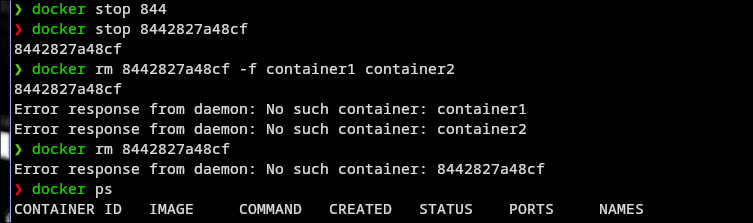 ❯ docker stop 844
❯ docker stop 8442827a48cf
8442827a48cf
❯ docker rm 8442827a48cf -f container1 container2
8442827a48cf
Error response from daemon: No such container: container1
Error response from daemon: No such container: container2
❯ docker rm 8442827a48cf
Error response from daemon: No such container: 8442827a48cf
❯ docker ps
CONTAINER ID   IMAGE     COMMAND   CREATED   STATUS    PORTS     NAMES